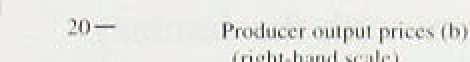 20 — Producer output prices (b)
(right-hand scale)